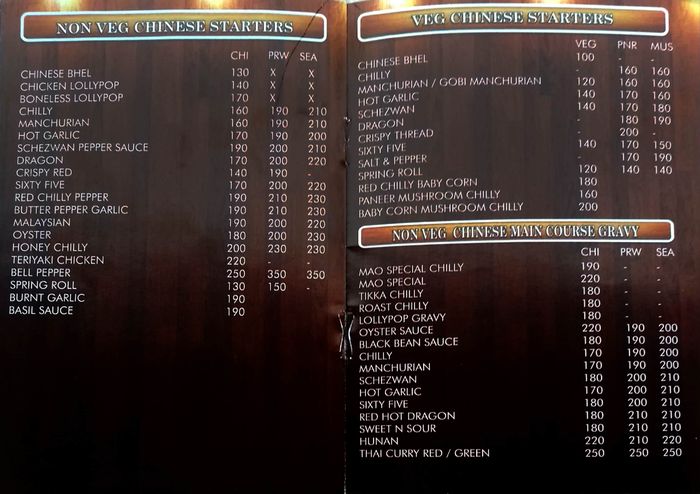 NON VEG CHINESE STARTERS
CHI PRW SEA
CHINESE BHEL 130 X X
CHICKEN LOLLYPOP 140 X X
BONELESS LOLLYPOP 170 X X
CHILLY 160 190 210
MANCHURIAN 160 190 210
HOT GARLIC 170 190 200
SCHEZWAN PEPPER SAUCE 190 200 210
DRAGON 170 200 220
CRISPY RED 140 190 -
SIXTY FIVE 170 200 220
RED CHILLY PEPPER 190 210 230
BUTTER PEPPER GARLIC 190 210 230
MALAYSIAN 190 200 220
OYSTER 180 200 230
HONEY CHILLY 200 230 230
TERIYAKI CHICKEN 220 - -
BELL PEPPER 250 350 350
SPRING ROLL 130 150 -
BURNT GARLIC 190
BASIL SAUCE 190
VEG CHINESE STARTERS
VEG PNR MUS
CHINESE BHEL 100 - -
CHILLY - 160 160
MANCHURIAN / GOBI MANCHURIAN 120 160 160
HOT GARLIC 140 170 160
SCHEZWAN 140 170 180
DRAGON - 180 190
CRISPY THREAD - 200 -
SIXTY FIVE 140 170 150
SALT & PEPPER - 170 190
SPRING ROLL 120 140 140
RED CHILLY BABY CORN 180
PANEER MUSHROOM CHILLY 160
BABY CORN MUSHROOM CHILLY 200
NON VEG CHINESE MAIN COURSE GRAVY
CHI PRW SEA
MAO SPECIAL CHILLY 190 - -
MAO SPECIAL 220 - -
TIKKA CHILLY 180 - -
ROAST CHILLY 180 - -
LOLLYPOP GRAVY 180 - -
OYSTER SAUCE 220 190 200
BLACK BEAN SAUCE 180 190 200
CHILLY 170 190 200
MANCHURIAN 170 190 200
SCHEZWAN 180 200 210
HOT GARLIC 170 200 210
SIXTY FIVE 180 200 210
RED HOT DRAGON 180 210 210
SWEET N SOUR 180 210 210
HUNAN 220 210 220
THAI CURRY RED / GREEN 250 250 250